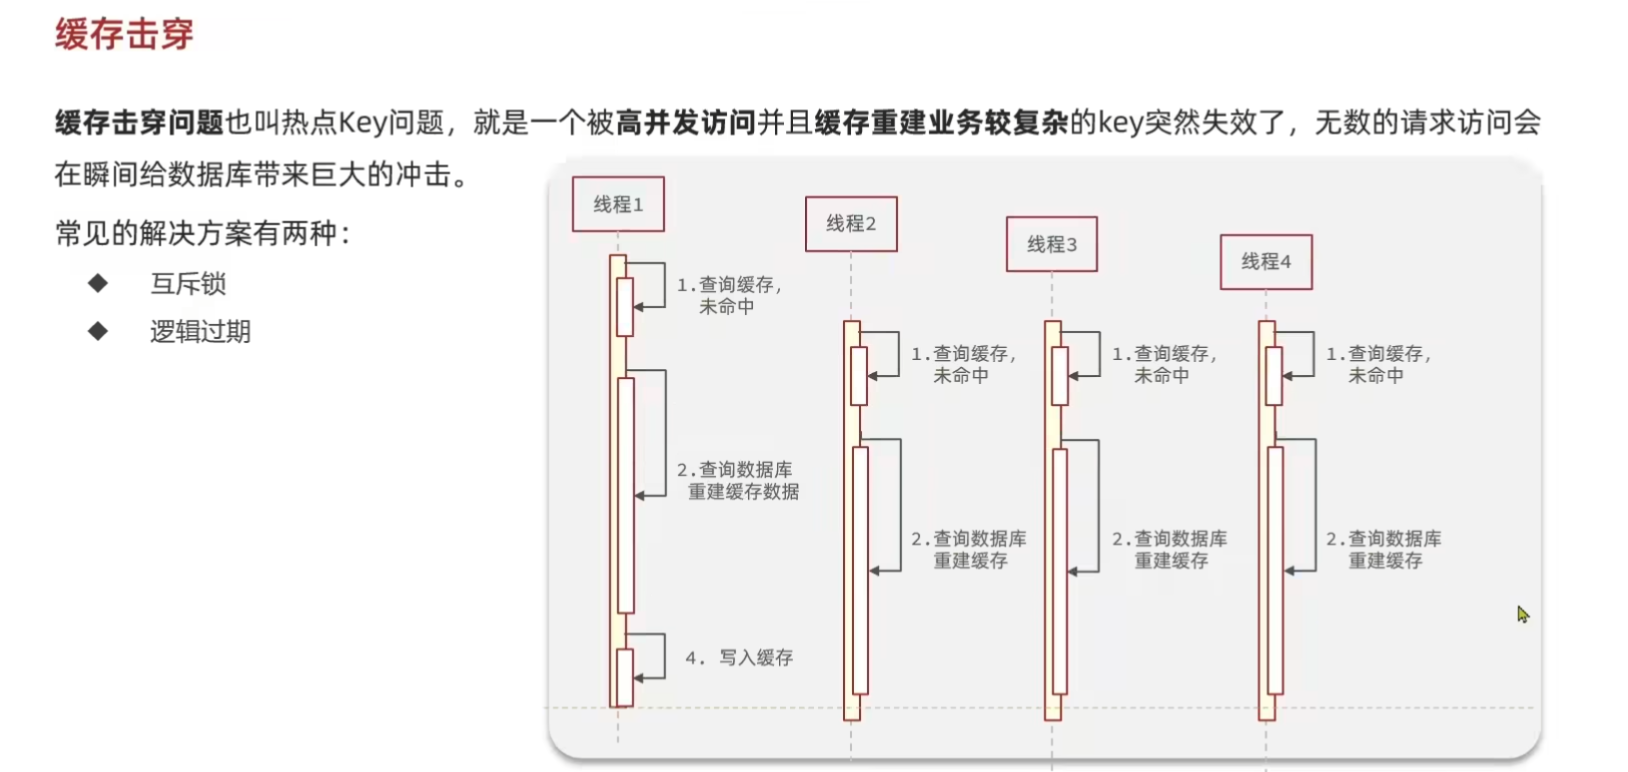 缓存击穿
缓存击穿问题也叫热点Key问题，就是一个被高并发访问并且缓存重建业务较复杂的key突然失效了，无数的请求访问会
在瞬间给数据库带来巨大的冲击。
常见的解决方案有两种：
◆ 互斥锁
◆ 逻辑过期
线程1
线程2
线程3
线程4
1.查询缓存，
未命中
2.查询数据库
重建缓存数据
4. 写入缓存
1.查询缓存，
未命中
2.查询数据库
重建缓存
1.查询缓存，
未命中
2.查询数据库
重建缓存
1.查询缓存，
未命中
2.查询数据库
重建缓存